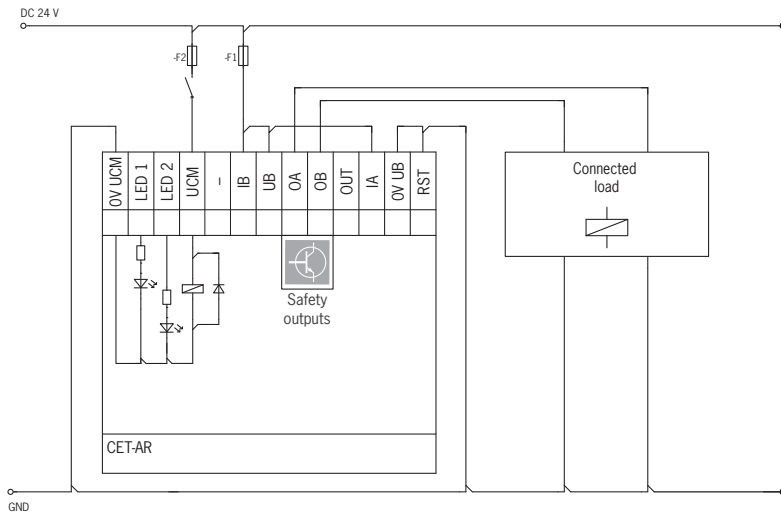 DC 24 V
-F2
-F1
0V UCM
LED 1
LED 2
UCM
-
IB
UB
OA
OB
OUT
IA
0V UB
RST
Connected
load
Safety
outputs
CET-AR
GND